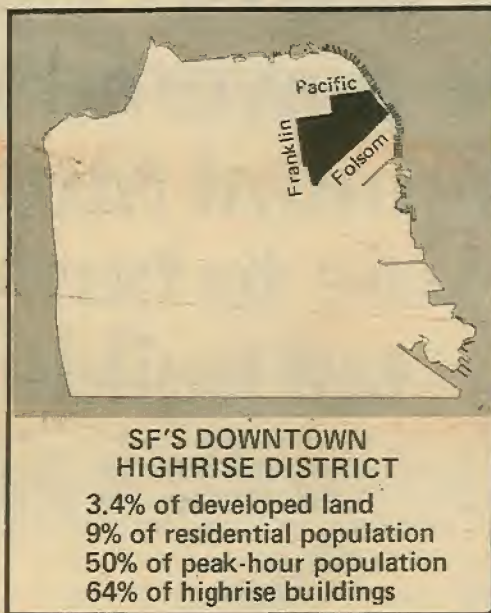 Pacific
Franklin
Folsom
SF'S DOWNTOWN
HIGHRISE DISTRICT
3.4% of developed land
9% of residential population
50% of peak-hour population
64% of highrise buildings